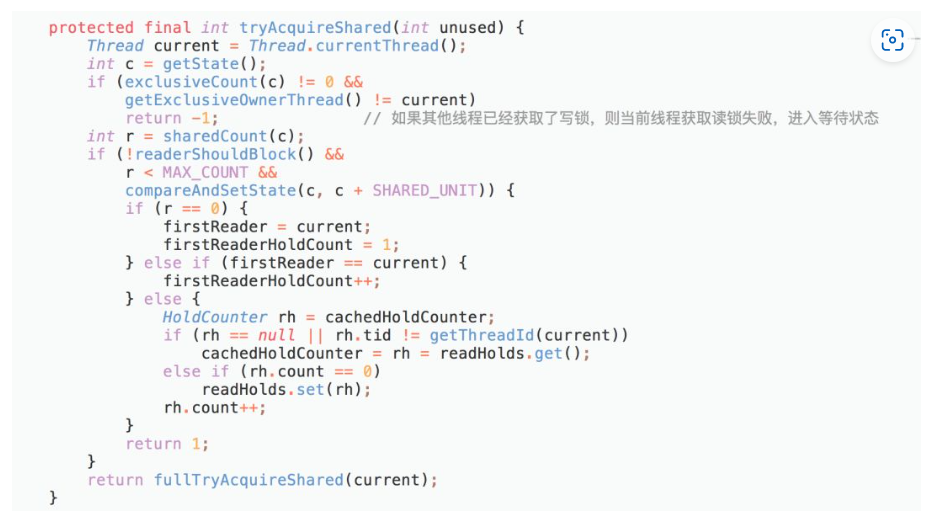 protected final int tryAcquireShared(int unused) {
    Thread current = Thread.currentThread();
    int c = getState();
    if (exclusiveCount(c) != 0 &&
        getExclusiveOwnerThread() != current)
        return -1;               // 如果其他线程已经获取了写锁，则当前线程获取读锁失败，进入等待状态
    int r = sharedCount(c);
    if (!readerShouldBlock() &&
        r < MAX_COUNT &&
        compareAndSetState(c, c + SHARED_UNIT)) {
        if (r == 0) {
            firstReader = current;
            firstReaderHoldCount = 1;
        } else if (firstReader == current) {
            firstReaderHoldCount++;
        } else {
            HoldCounter rh = cachedHoldCounter;
            if (rh == null || rh.tid != getThreadId(current))
                cachedHoldCounter = rh = readHolds.get();
            else if (rh.count == 0)
                readHolds.set(rh);
            rh.count++;
        }
        return 1;
    }
    return fullTryAcquireShared(current);
}